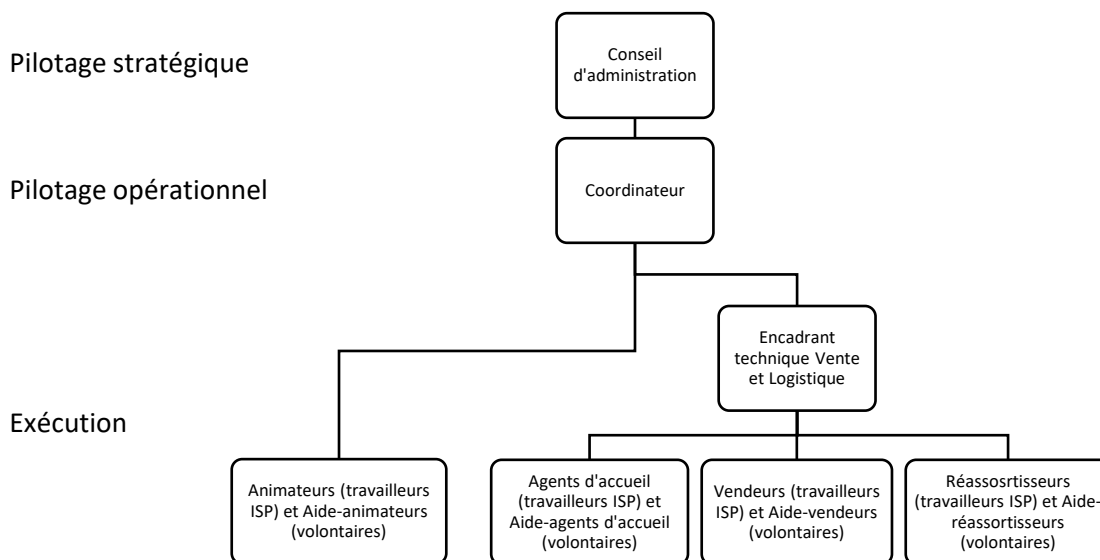 Pilotage stratégique
Conseil
d'administration
Pilotage opérationnel
Coordinateur
Encadrant
technique Vente
et Logistique
Exécution
Animateurs (travailleurs
ISP) et Aide-animateurs
(volontaires)
Agents d'accueil
(travailleurs ISP) et
Aide-agents d'accueil
(volontaires)
Vendeurs (travailleurs
ISP) et Aide-vendeurs
(volontaires)
Réassosrtisseurs
(travailleurs ISP) et Aide-
réassortisseurs
(volontaires)